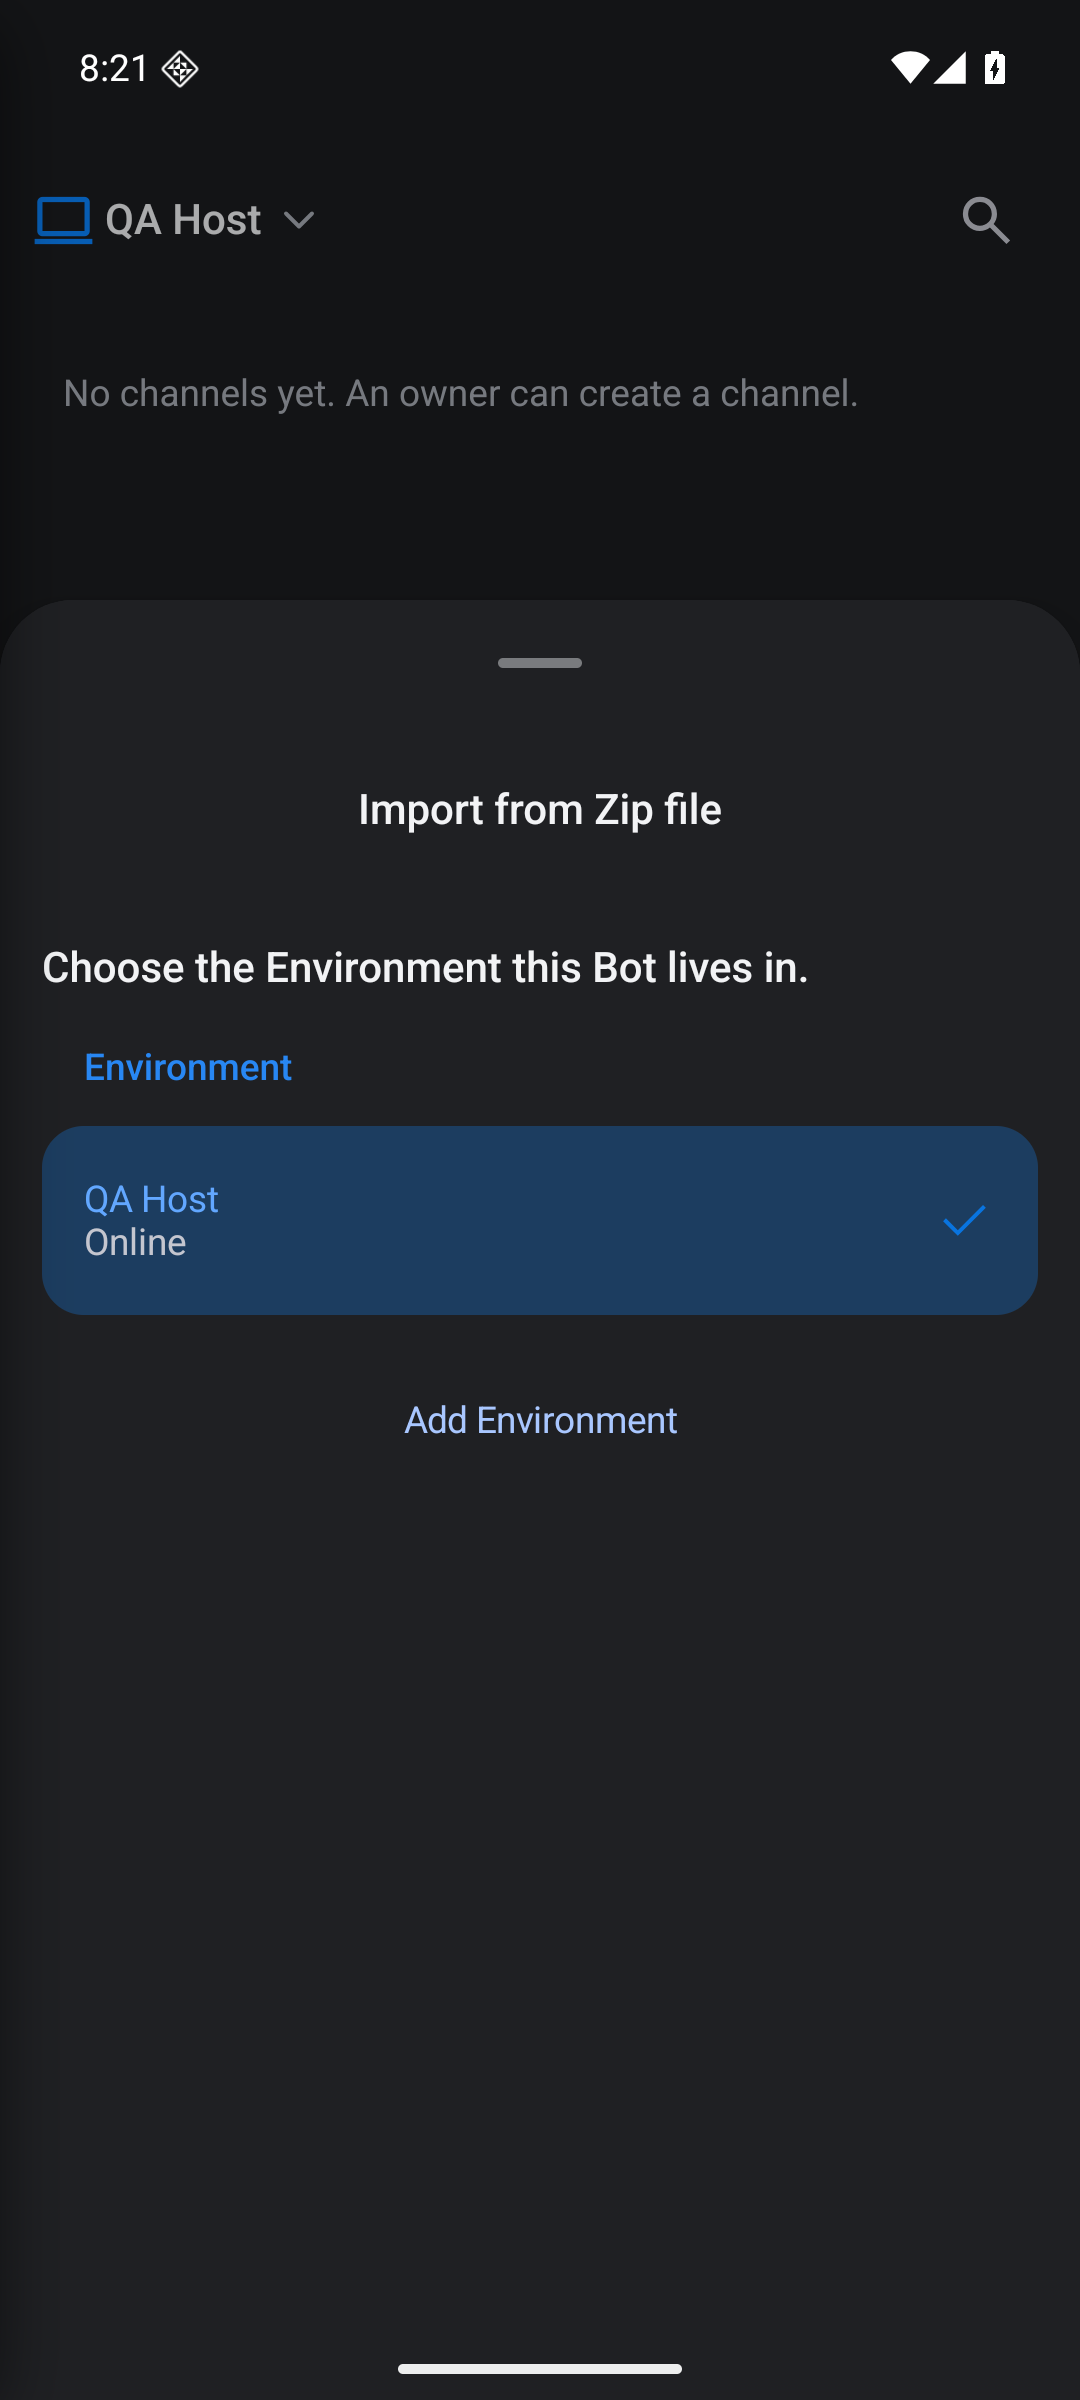 8:21
QA Host
No channels yet. An owner can create a channel.
Import from Zip file
Choose the Environment this Bot lives in.
Environment
QA Host
Online
Add Environment